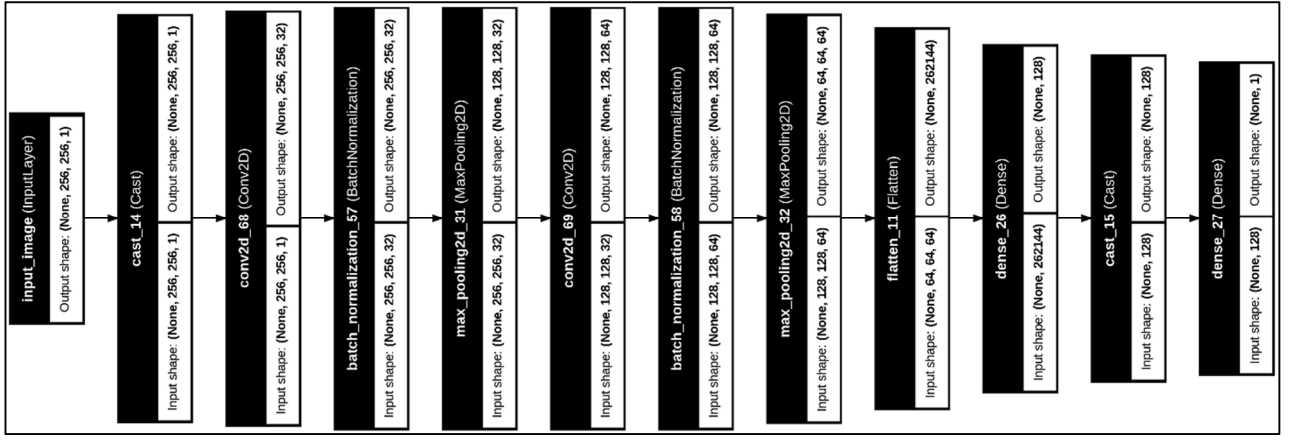 input_image (InputLayer)
Output shape: (None, 256, 256, 1)
cast_14 (Cast)
Input shape: (None, 256, 256, 1)
Output shape: (None, 256, 256, 1)
conv2d_68 (Conv2D)
Input shape: (None, 256, 256, 1)
Output shape: (None, 256, 256, 32)
batch_normalization_57 (BatchNormalization)
Input shape: (None, 256, 256, 32)
Output shape: (None, 256, 256, 32)
max_pooling2d_31 (MaxPooling2D)
Input shape: (None, 256, 256, 32)
Output shape: (None, 128, 128, 32)
conv2d_69 (Conv2D)
Input shape: (None, 128, 128, 32)
Output shape: (None, 128, 128, 64)
batch_normalization_58 (BatchNormalization)
Input shape: (None, 128, 128, 64)
Output shape: (None, 128, 128, 64)
max_pooling2d_32 (MaxPooling2D)
Input shape: (None, 128, 128, 64)
Output shape: (None, 64, 64, 64)
flatten_11 (Flatten)
Input shape: (None, 64, 64, 64)
Output shape: (None, 262144)
dense_26 (Dense)
Input shape: (None, 262144)
Output shape: (None, 128)
cast_15 (Cast)
Input shape: (None, 128)
Output shape: (None, 128)
dense_27 (Dense)
Input shape: (None, 128)
Output shape: (None, 1)